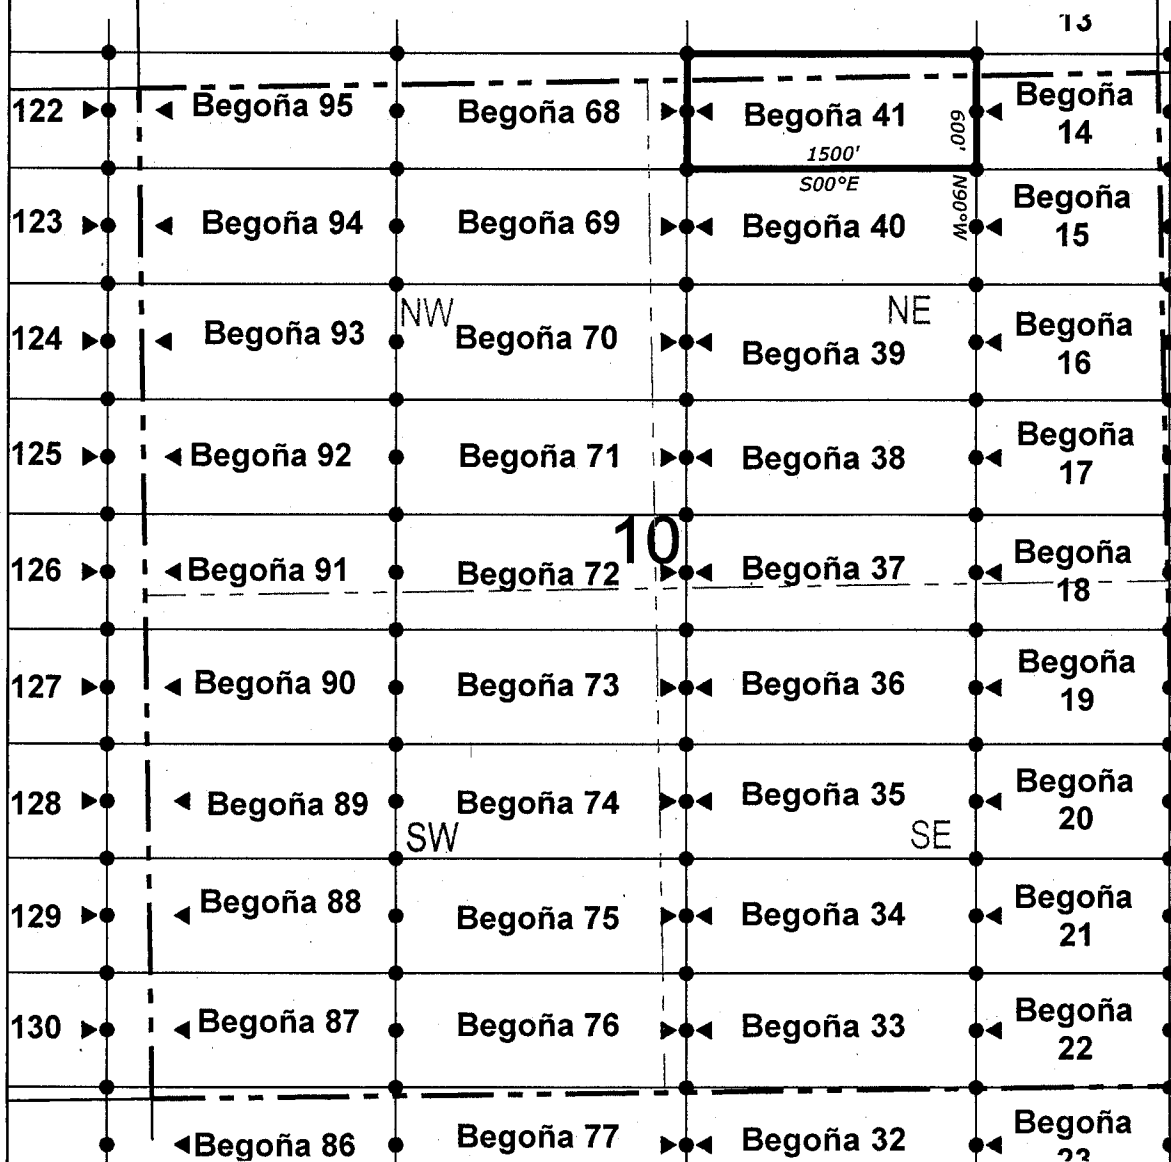 13
122 Begoña 95 Begoña 68 Begoña 41 600' Begoña
14
1500'
S00°E
N90°W
123 Begoña 94 Begoña 69 Begoña 40 Begoña
15
NW NE
124 Begoña 93 Begoña 70 Begoña 39 Begoña
16
125 Begoña 92 Begoña 71 Begoña 38 Begoña
17
10
126 Begoña 91 Begoña 72 Begoña 37 Begoña
18
127 Begoña 90 Begoña 73 Begoña 36 Begoña
19
128 Begoña 89 Begoña 74 Begoña 35 Begoña
20
SW SE
129 Begoña 88 Begoña 75 Begoña 34 Begoña
21
130 Begoña 87 Begoña 76 Begoña 33 Begoña
22
Begoña 86 Begoña 77 Begoña 32 Begoña
23